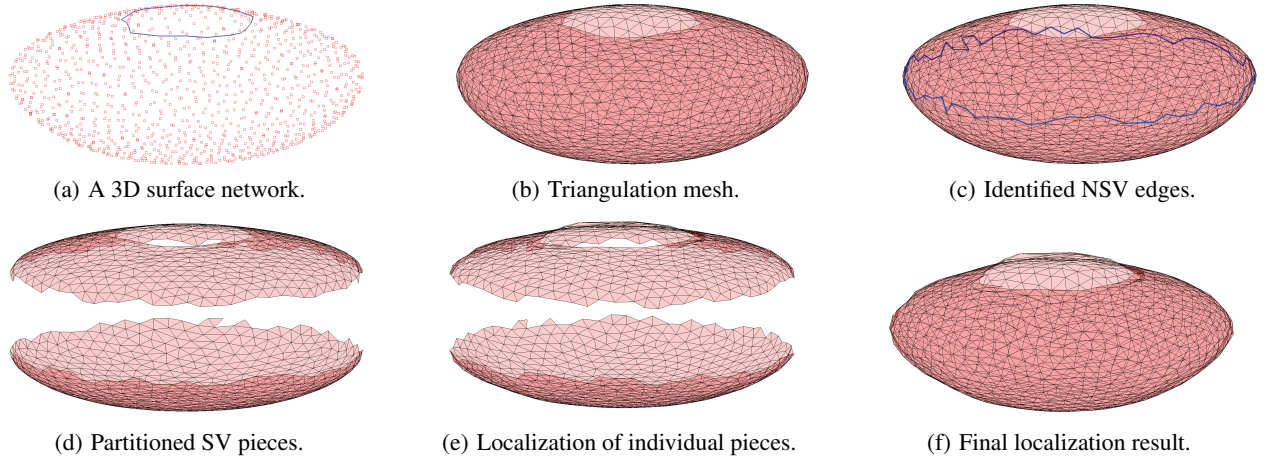 (a) A 3D surface network.
(b) Triangulation mesh.
(c) Identified NSV edges.
(d) Partitioned SV pieces.
(e) Localization of individual pieces.
(f) Final localization result.